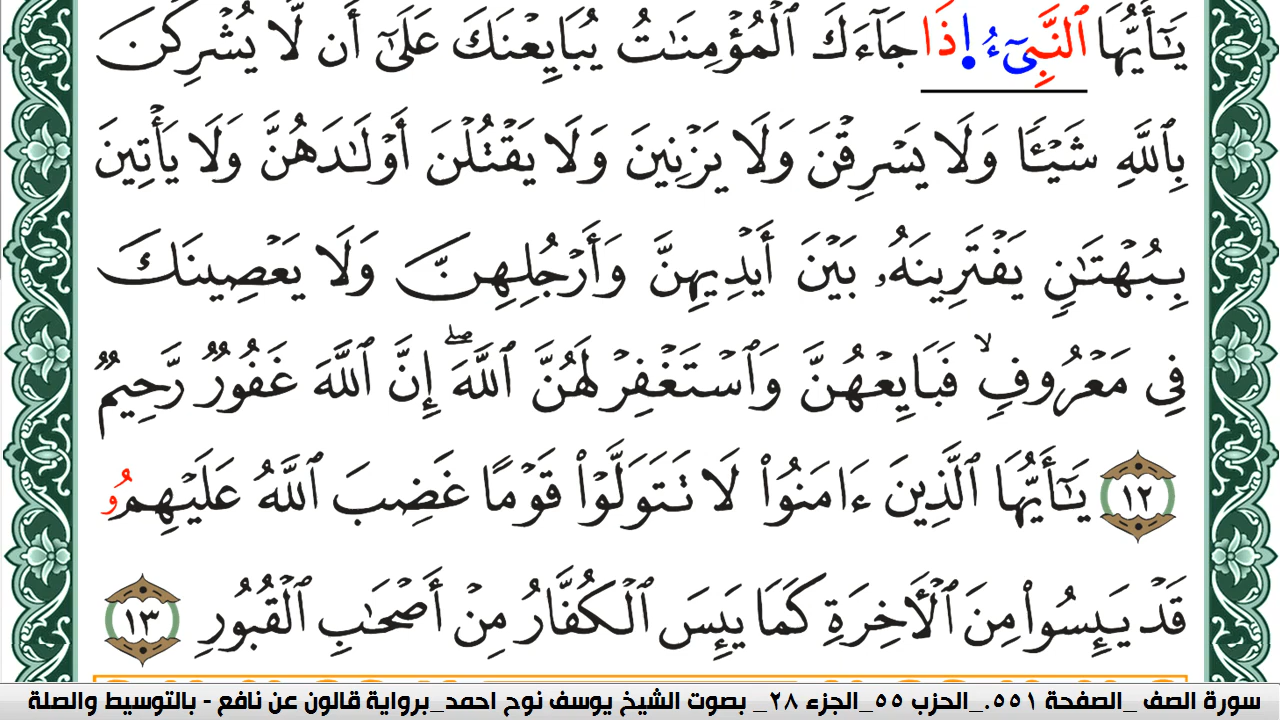 يَـٰٓأَيُّهَا ٱلنَّبِيٓءُ ا۪ذَا جَآءَكَ ٱلۡمُؤۡمِنَـٰتُ يُبَايِعۡنَكَ عَلَىٰٓ أَن لَّا يُشۡرِكۡنَ
بِٱللَّهِ شَيۡـًٔا وَلَا يَسۡرِقۡنَ وَلَا يَزۡنِينَ وَلَا يَقۡتُلۡنَ أَوۡلَـٰدَهُنَّ وَلَا يَأۡتِينَ
بِبُهۡتَـٰنٍ يَفۡتَرِينَهُۥ بَيۡنَ أَيۡدِيهِنَّ وَأَرۡجُلِهِنَّ وَلَا يَعۡصِينَكَ
فِي مَعۡرُوفٍ ۙ فَبَايِعۡهُنَّ وَٱسۡتَغۡفِرۡ لَهُنَّ ٱللَّهَ ۖ إِنَّ ٱللَّهَ غَفُورٌ رَّحِيمٌ
١٢ يَـٰٓأَيُّهَا ٱلَّذِينَ ءَامَنُواْ لَا تَتَوَلَّوۡاْ قَوۡمًا غَضِبَ ٱللَّهُ عَلَيۡهِمُۥ
قَدۡ يَئِسُواْ مِنَ ٱلۡأَخِرَةِ كَمَا يَئِسَ ٱلۡكُفَّارُ مِنۡ أَصۡحَـٰبِ ٱلۡقُبُورِ ١٣
سورة الصف _الصفحة ٥٥١._الحزب ٥٥_الجزء ٢٨_ بصوت الشيخ يوسف نوح احمد_برواية قالون عن نافع - بالتوسيط والصلة